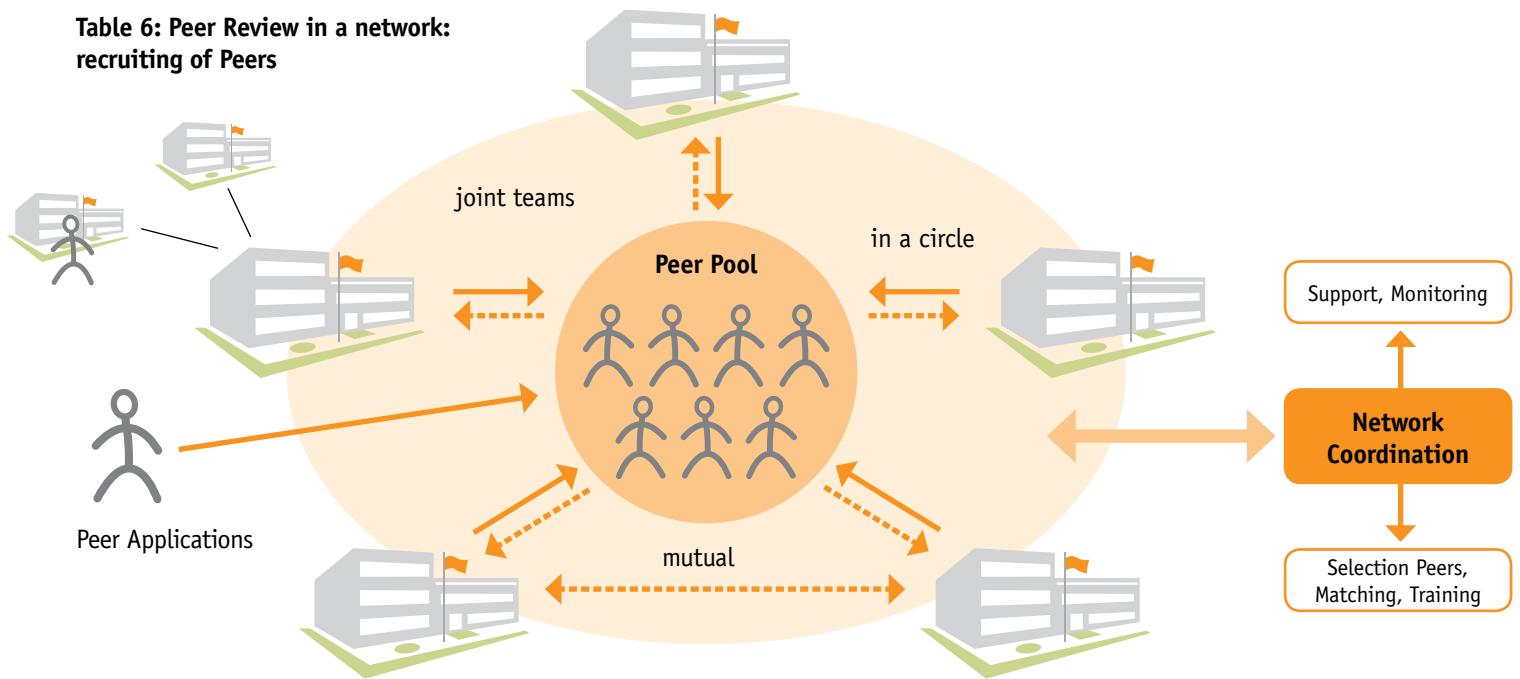 Table 6: Peer Review in a network:
recruiting of Peers
joint teams
in a circle
Peer Pool
Support, Monitoring
Network
Coordination
Peer Applications
mutual
Selection Peers,
Matching, Training